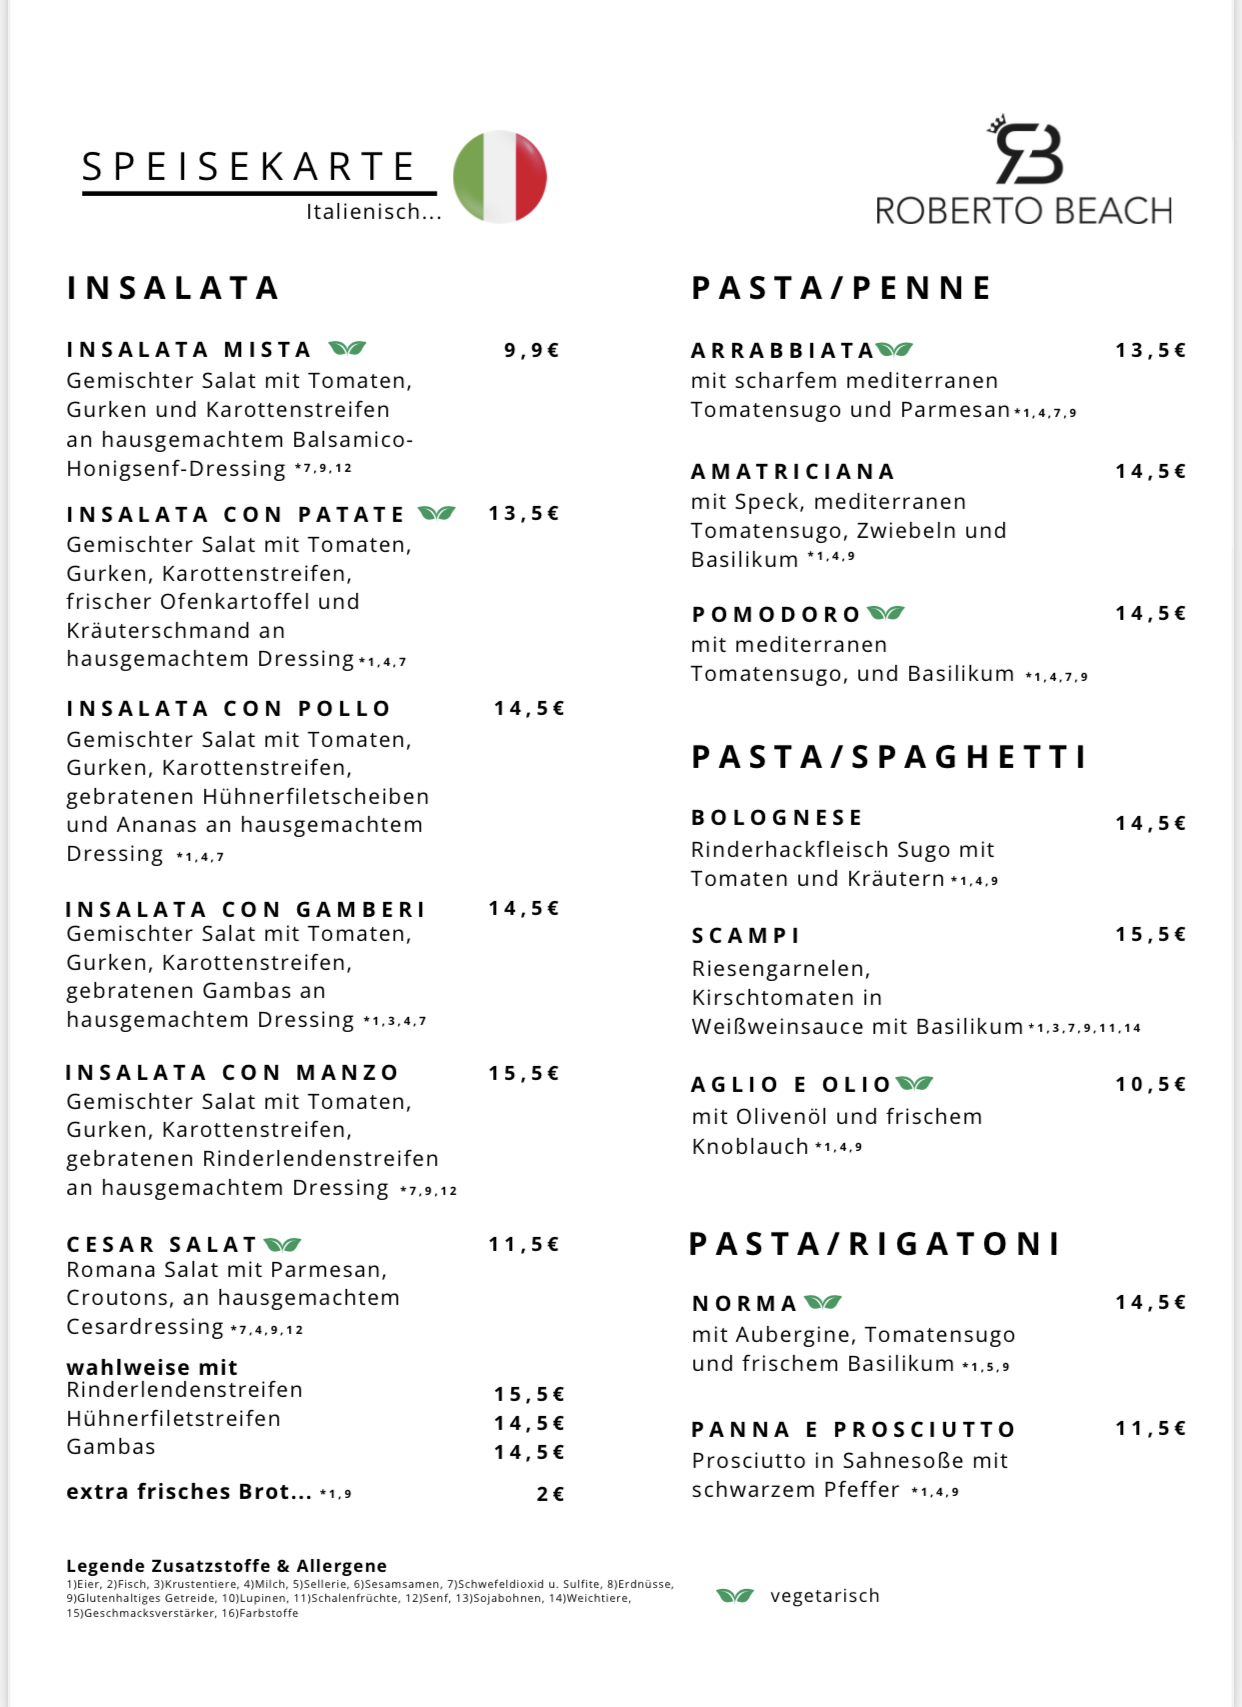 SPEISEKARTE
Italienisch...
RB
ROBERTO BEACH
INSALATA
INSALATA MISTA 9,9€
Gemischter Salat mit Tomaten,
Gurken und Karottenstreifen
an hausgemachtem Balsamico-
Honigsenf-Dressing *7,9,12
INSALATA CON PATATE 13,5€
Gemischter Salat mit Tomaten,
Gurken, Karottenstreifen,
frischer Ofenkartoffel und
Kräuterschmand an
hausgemachtem Dressing *1,4,7
INSALATA CON POLLO 14,5€
Gemischter Salat mit Tomaten,
Gurken, Karottenstreifen,
gebratenen Hühnerfiletscheiben
und Ananas an hausgemachtem
Dressing *1,4,7
INSALATA CON GAMBERI 14,5€
Gemischter Salat mit Tomaten,
Gurken, Karottenstreifen,
gebratenen Gambas an
hausgemachtem Dressing *1,3,4,7
INSALATA CON MANZO 15,5€
Gemischter Salat mit Tomaten,
Gurken, Karottenstreifen,
gebratenen Rinderlendenstreifen
an hausgemachtem Dressing *7,9,12
CESAR SALAT 11,5€
Romana Salat mit Parmesan,
Croutons, an hausgemachtem
Cesardressing *7,4,9,12
wahlweise mit
Rinderlendenstreifen 15,5€
Hühnerfiletstreifen 14,5€
Gambas 14,5€
extra frisches Brot... *1,9 2€
PASTA/PENNE
ARRABBIATA 13,5€
mit scharfem mediterranen
Tomatensugo und Parmesan *1,4,7,9
AMATRICIANA 14,5€
mit Speck, mediterranen
Tomatensugo, Zwiebeln und
Basilikum *1,4,9
POMODORO 14,5€
mit mediterranen
Tomatensugo, und Basilikum *1,4,7,9
PASTA/SPAGHETTI
BOLOGNESE 14,5€
Rinderhackfleisch Sugo mit
Tomaten und Kräutern *1,4,9
SCAMPI 15,5€
Riesengarnelen,
Kirschtomaten in
Weißweinsauce mit Basilikum *1,3,7,9,11,14
AGLIO E OLIO 10,5€
mit Olivenöl und frischem
Knoblauch *1,4,9
PASTA/RIGATONI
NORMA 14,5€
mit Aubergine, Tomatensugo
und frischem Basilikum *1,5,9
PANNA E PROSCIUTTO 11,5€
Prosciutto in Sahnesoße mit
schwarzem Pfeffer *1,4,9
Legende Zusatzstoffe & Allergene
1)Eier, 2)Fisch, 3)Krustentiere, 4)Milch, 5)Sellerie, 6)Sesamsamen, 7)Schwefeldioxid u. Sulfite, 8)Erdnüsse,
9)Glutenhaltiges Getreide, 10)Lupinen, 11)Schalenfrüchte, 12)Senf, 13)Sojabohnen, 14)Weichtiere,
15)Geschmacksverstärker, 16)Farbstoffe
vegetarisch